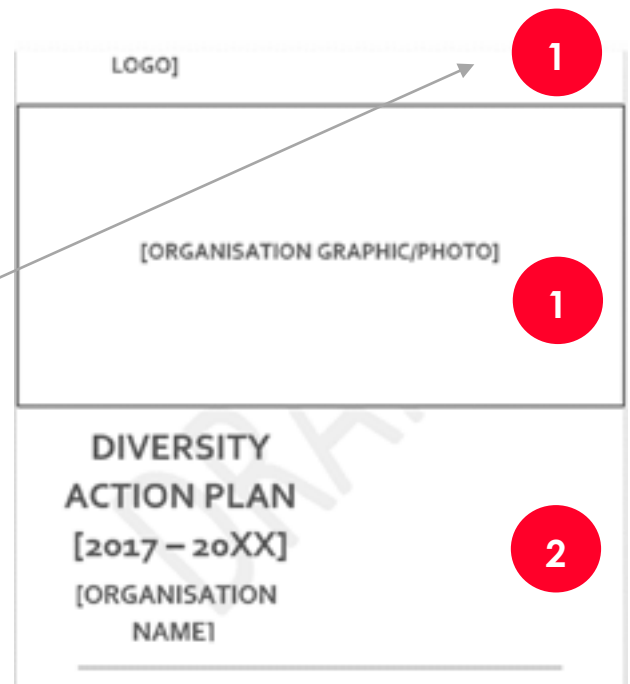 LOGO]
1
[ORGANISATION GRAPHIC/PHOTO]
1
DIVERSITY
ACTION PLAN
[2017 – 20XX]
2
[ORGANISATION
NAME]